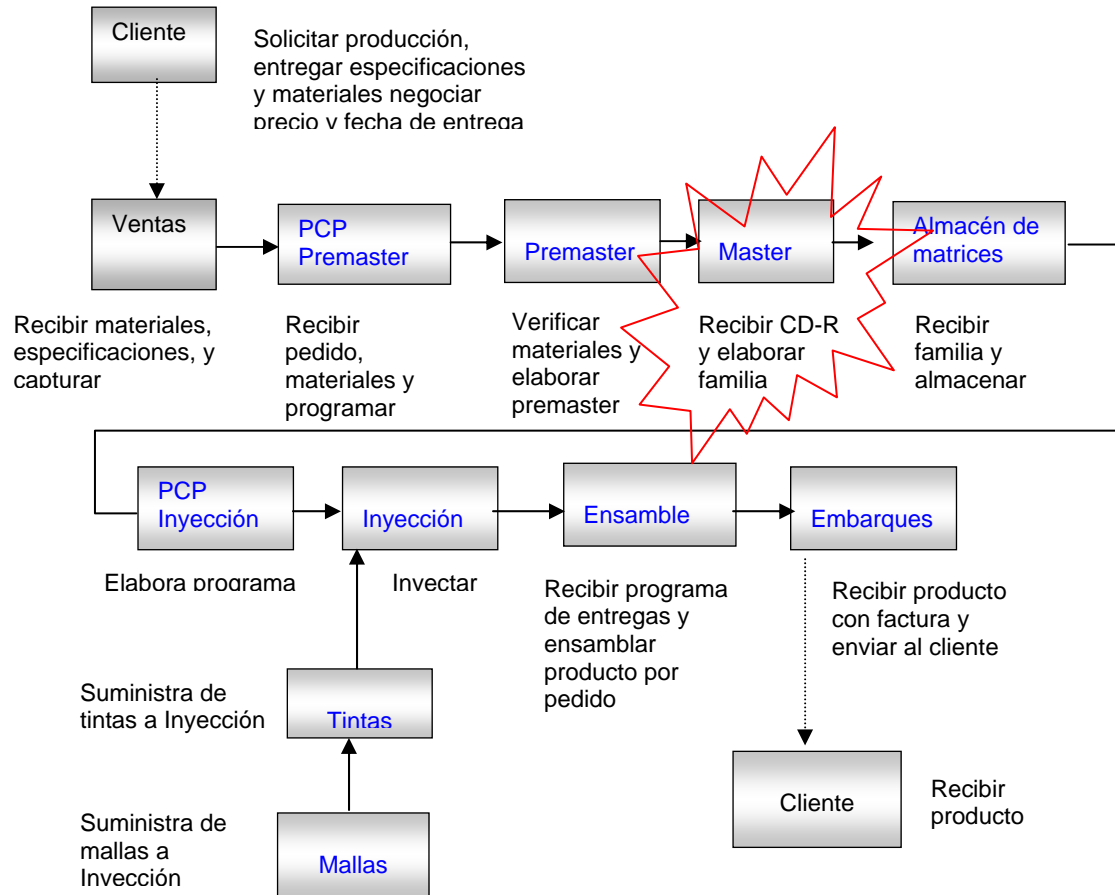 Cliente
Solicitar producción,
entregar especificaciones
y materiales negociar
precio y fecha de entrega
Ventas
PCP
Premaster
Premaster
Master
Almacén de
matrices
Recibir materiales,
especificaciones, y
capturar
Recibir
pedido,
materiales y
programar
Verificar
materiales y
elaborar
premaster
Recibir CD-R
y elaborar
familia
Recibir
familia y
almacenar
PCP
Inyección
Inyección
Ensamble
Embarques
Elabora programa
Inyectar
Recibir programa
de entregas y
ensamblar
producto por
pedido
Recibir producto
con factura y
enviar al cliente
Suministra de
tintas a Inyección
Tintas
Cliente
Recibir
producto
Suministra de
mallas a
Inyección
Mallas